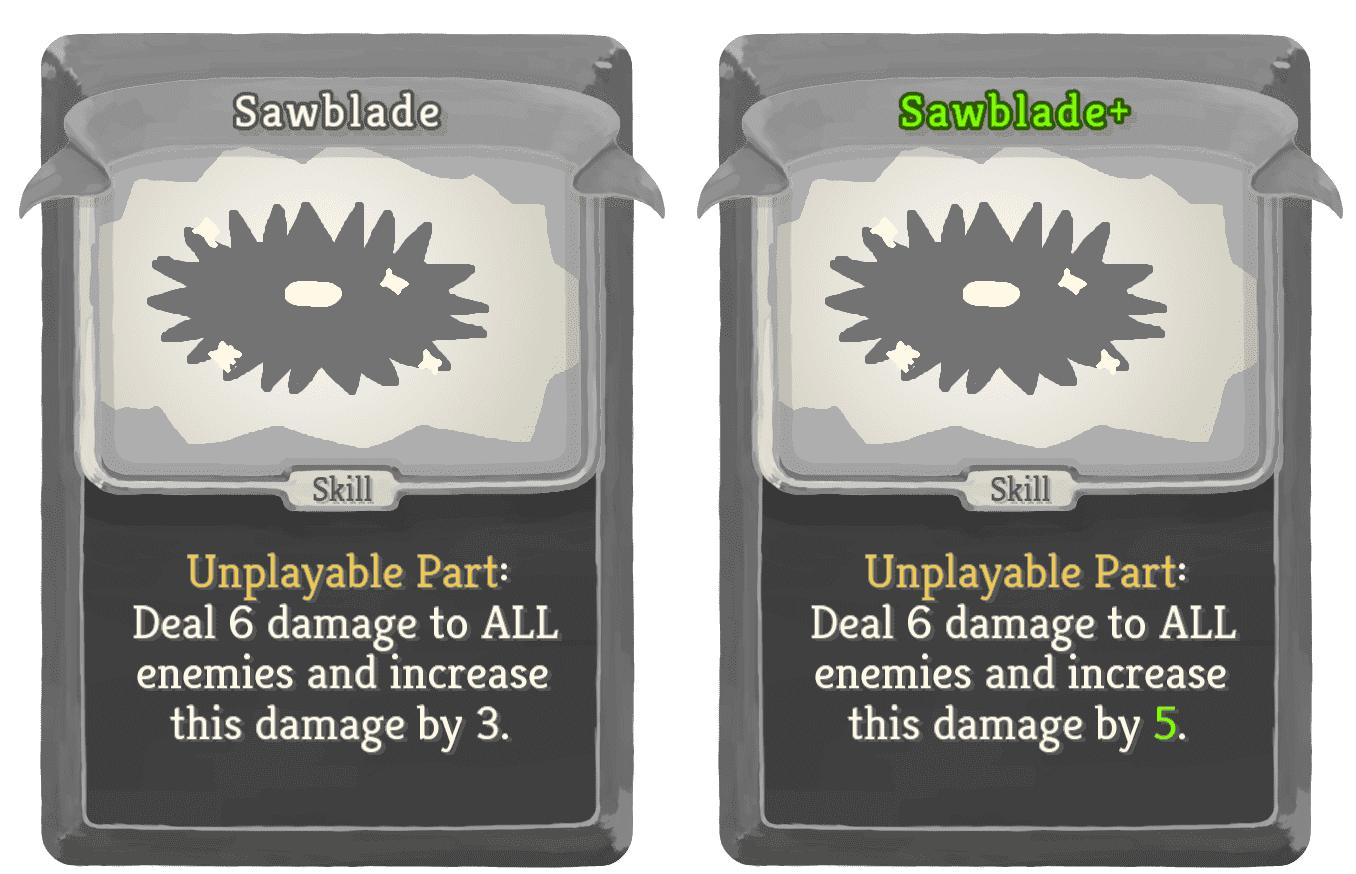 Sawblade
Skill
Unplayable Part:
Deal 6 damage to ALL
enemies and increase
this damage by 3.
Sawblade+
Skill
Unplayable Part:
Deal 6 damage to ALL
enemies and increase
this damage by 5.